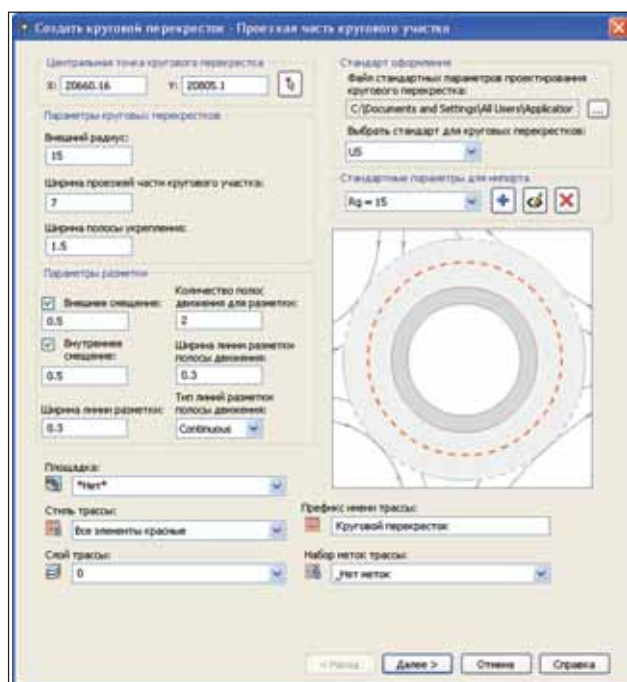 Создать круговой перекресток - Проезжая часть кругового участка
Центральная точка кругового перекрестка
X: 20660.16 Y: 20805.1
Параметры круговых перекрестков
Внешний радиус:
15
Ширина проезжей части кругового участка:
7
Ширина полосы укрепления:
1.5
Параметры разметки
Внешнее смещение:
0.5
Внутреннее
смещение:
0.5
Ширина линии разметки:
0.3
Количество полос
движения для разметки:
2
Ширина линии разметки
полосы движения:
0.3
Тип линий разметки
полосы движения:
Continuous
Стандарт оформления
Файл стандартных параметров проектирования
кругового перекрестка:
C:\Documents and Settings\All Users\Application
...
Выбрать стандарт для круговых перекрестков:
US
Стандартные параметры для импорта
Rg = 15
Площадка:
*Нет*
Стиль трассы:
Все элементы красные
Слой трассы:
0
Префикс имени трассы:
Круговой перекресток
Набор меток трассы:
_Нет меток
< Назад
Далее >
Отмена
Справка